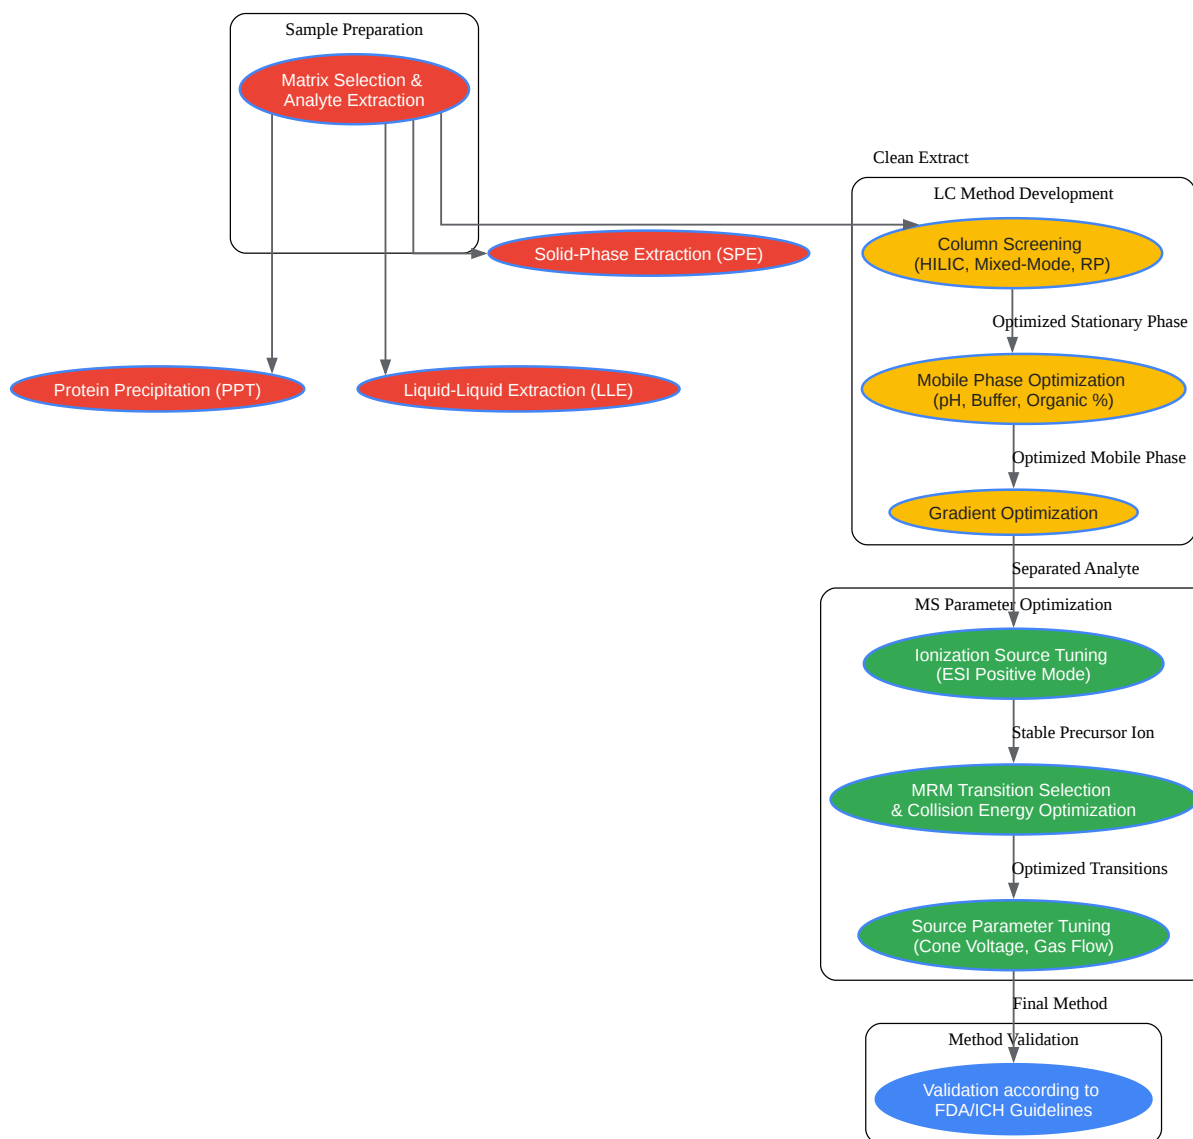 Sample Preparation
Matrix Selection &
Analyte Extraction
Clean Extract
LC Method Development
Column Screening
(HILIC, Mixed-Mode, RP)
Solid-Phase Extraction (SPE)
Optimized Stationary Phase
Protein Precipitation (PPT)
Liquid-Liquid Extraction (LLE)
Mobile Phase Optimization
(pH, Buffer, Organic %)
Optimized Mobile Phase
Gradient Optimization
Separated Analyte
MS Parameter Optimization
Ionization Source Tuning
(ESI Positive Mode)
Stable Precursor Ion
MRM Transition Selection
& Collision Energy Optimization
Optimized Transitions
Source Parameter Tuning
(Cone Voltage, Gas Flow)
Final Method
Method Validation
Validation according to
FDA/ICH Guidelines